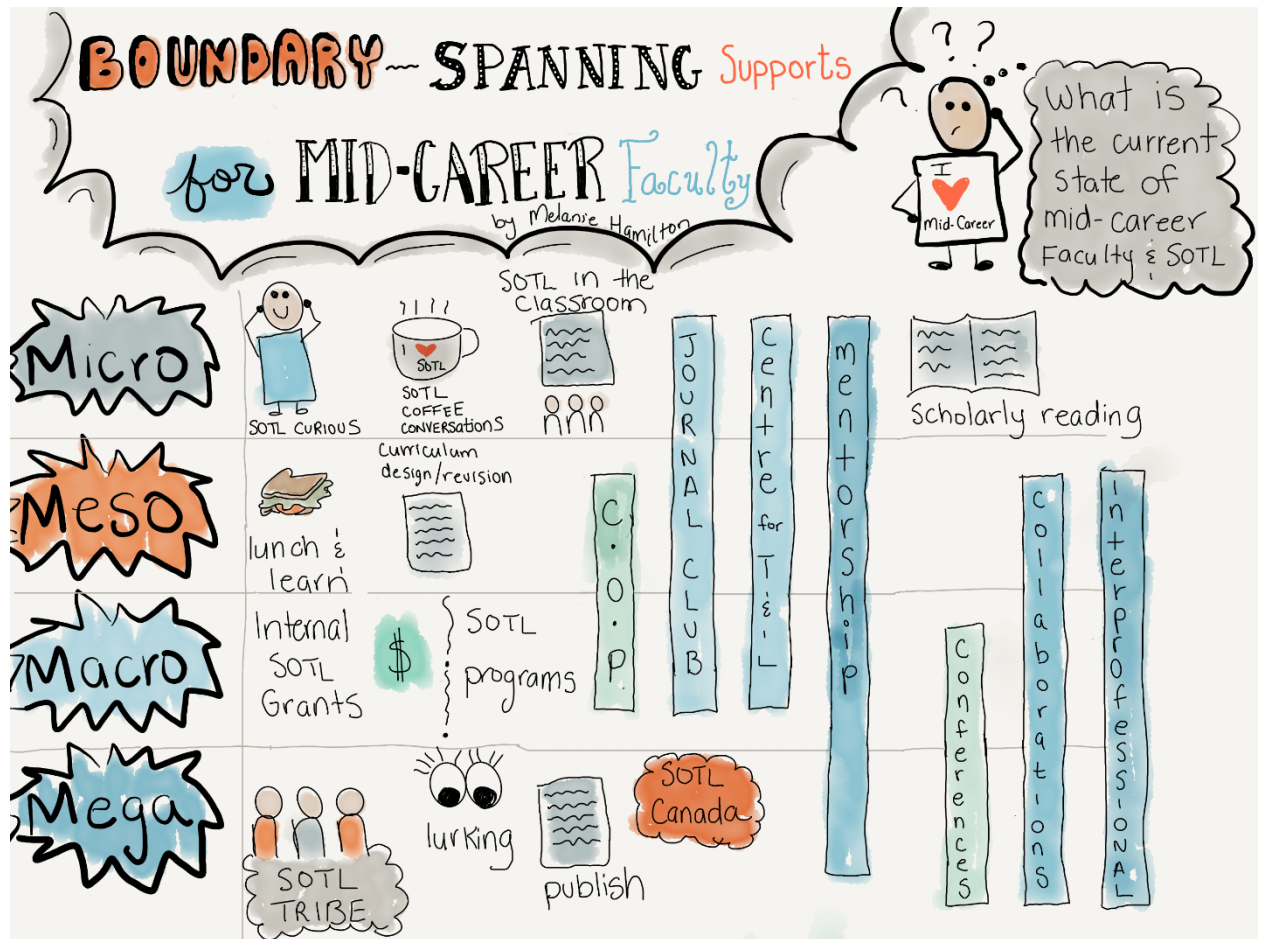 BOUNDARY - SPANNING Supports
for MID-CAREER Faculty
by Melanie Hamilton
? ?
I
Mid-Career
What is
the current
state of
mid-career
Faculty & SOTL
Micro
SOTL CURIOUS
I
SOTL
SOTL
COFFEE
CONVERSATIONS
SOTL in the
Classroom
JOURNAL CLUB
Centre for T & L
mentorship
Scholarly reading
Meso
lunch &
learn
Curriculum
design/revision
C.O.P.
Collaborations
Interprofessional
Macro
Internal
SOTL
Grants
$
SOTL
programs
Conferences
Mega
SOTL
TRIBE
lurking
publish
SOTL
Canada